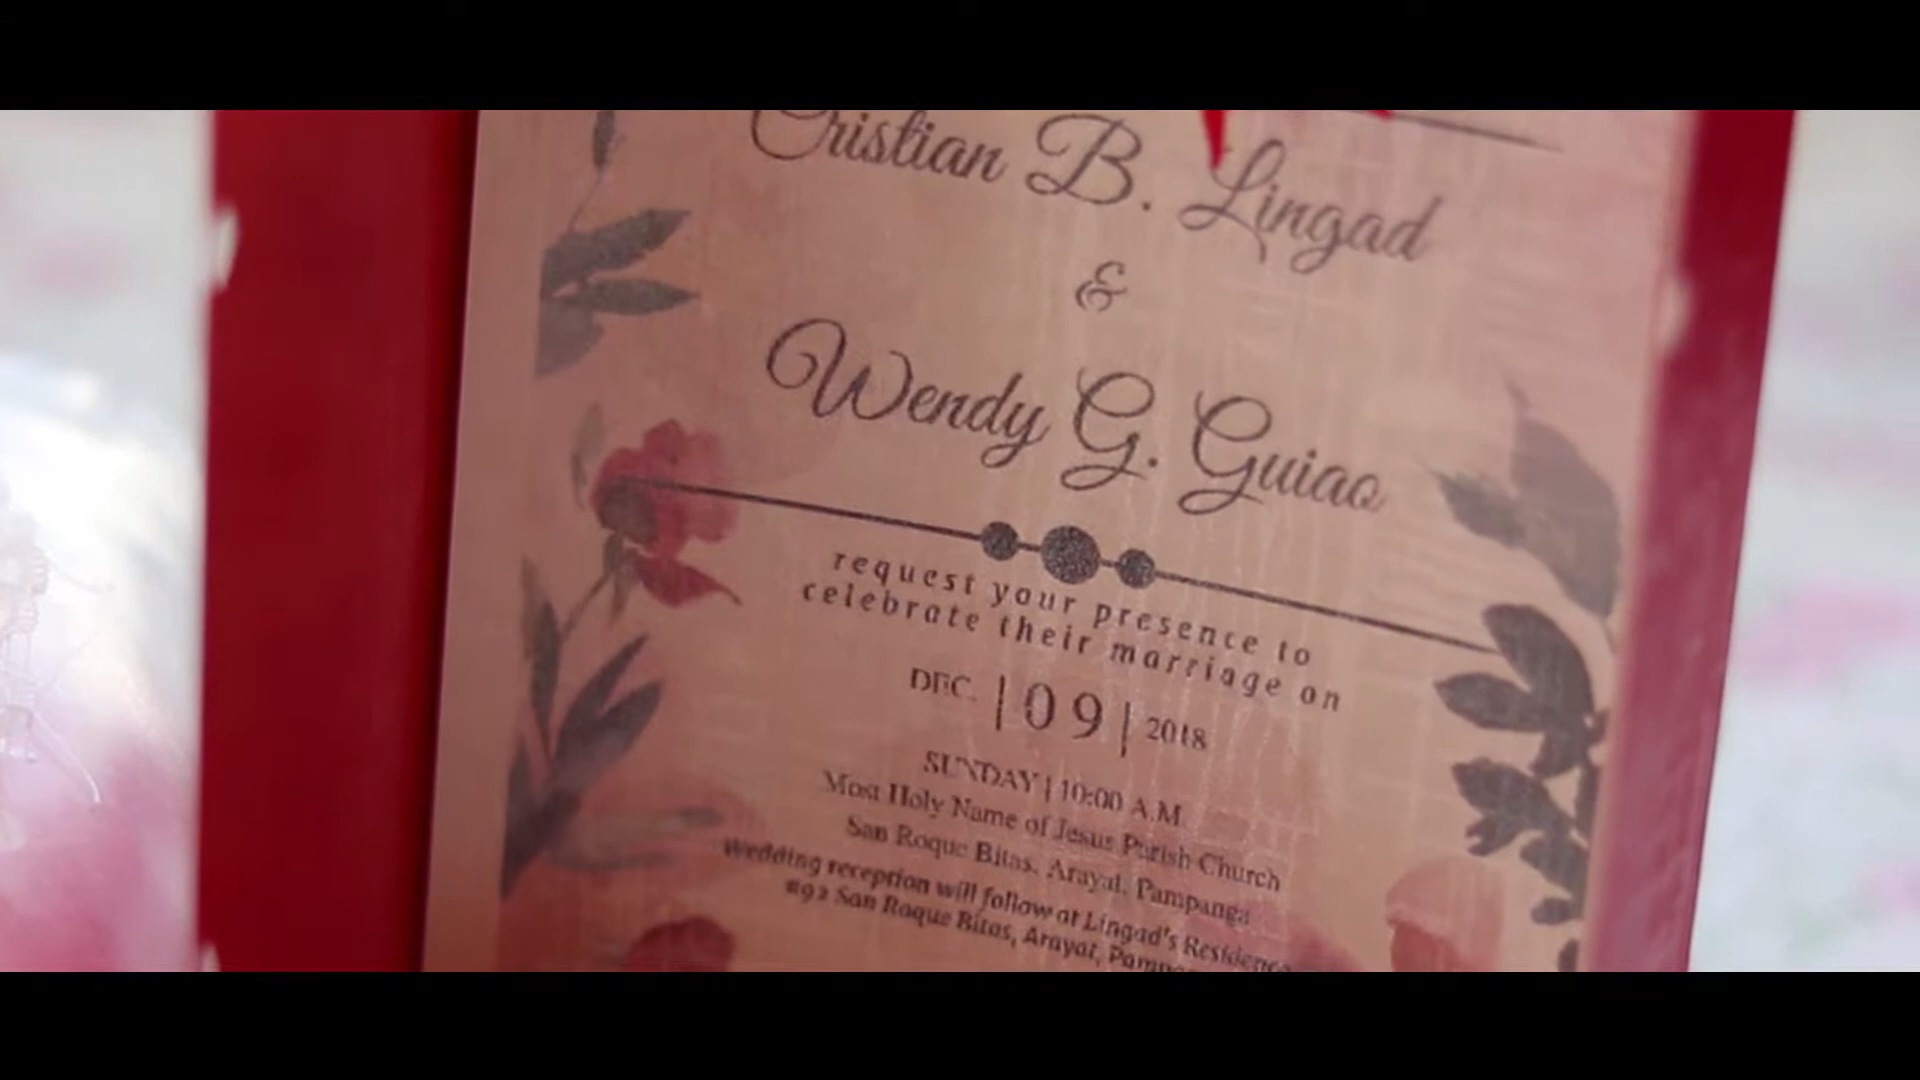 Cristian B. Lingad
&
Wendy G. Guiao
request your presence to
celebrate their marriage on
DEC. | 09 | 2018
SUNDAY | 10:00 A.M.
Most Holy Name of Jesus Parish Church
San Roque Bitas, Arayat, Pampanga
Wedding reception will follow at Lingad's Residence
#92 San Roque Bitas, Arayat,